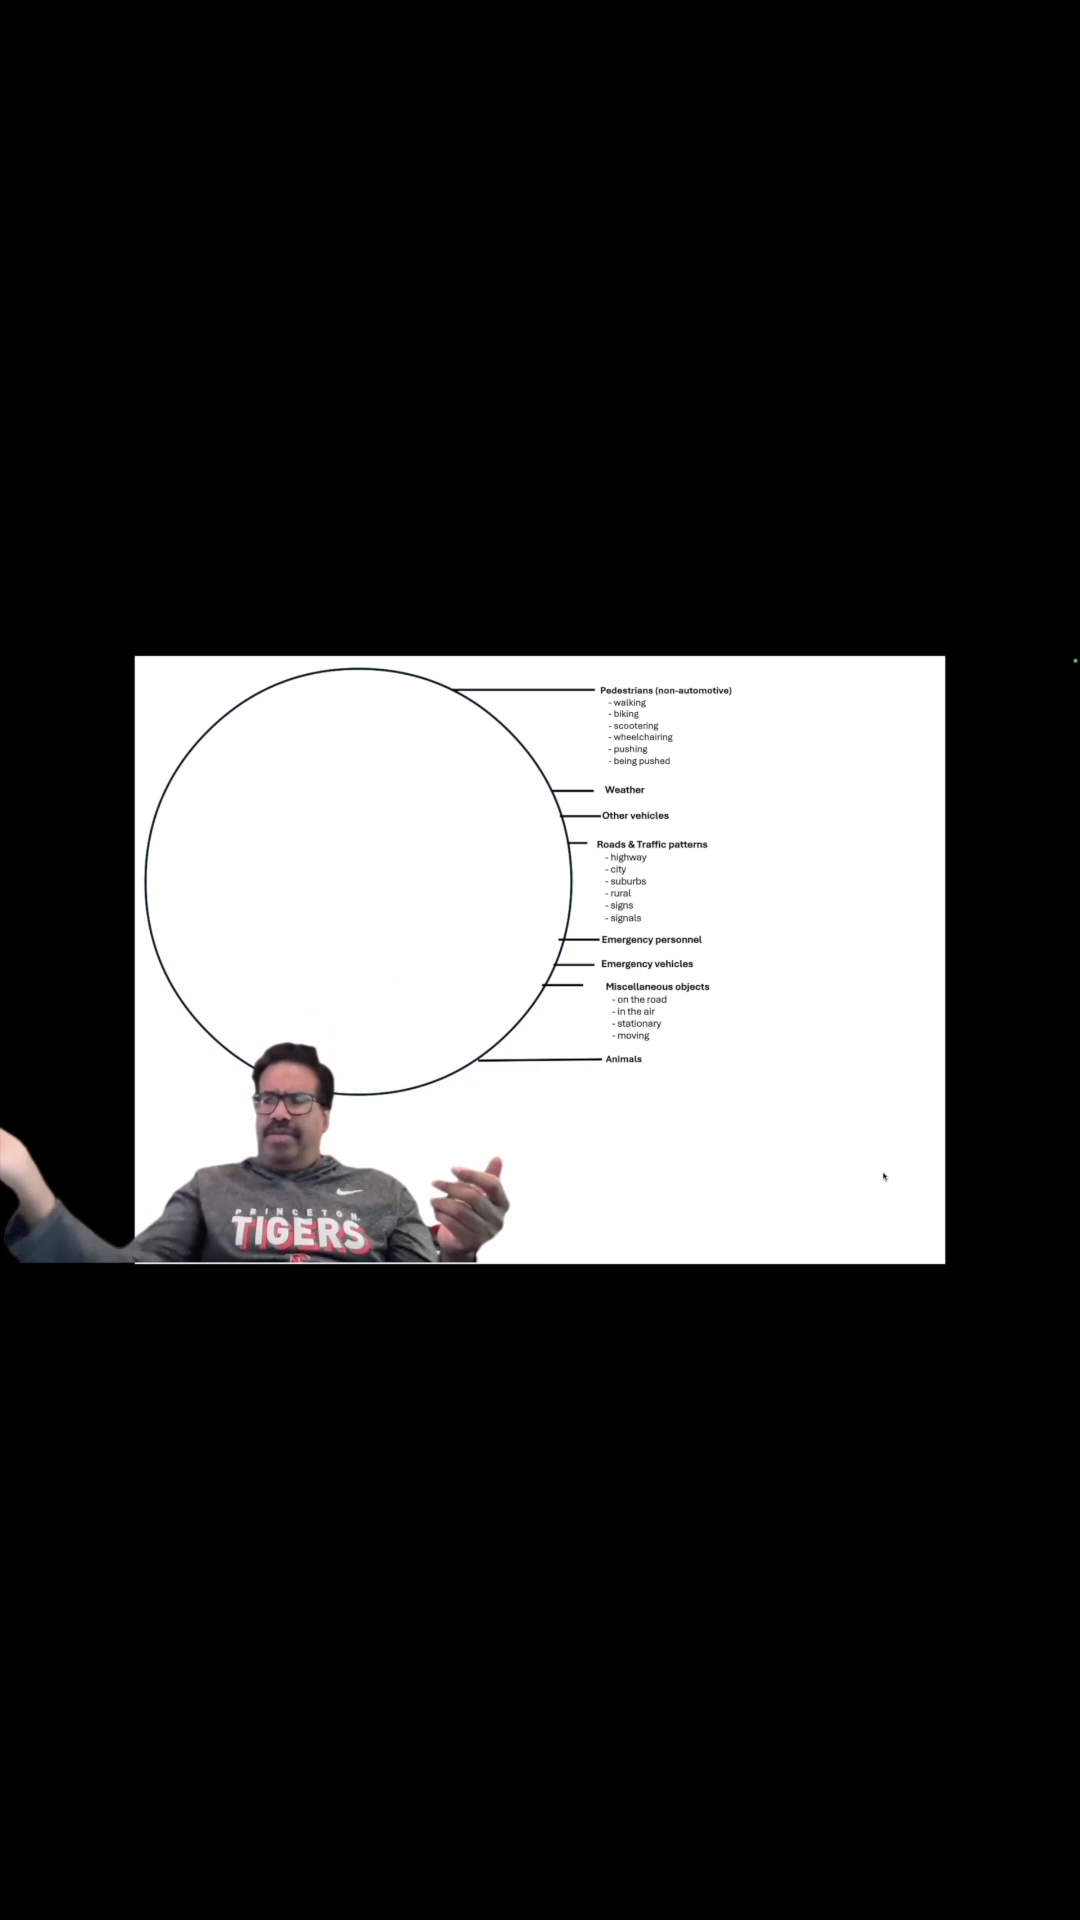 Pedestrians (non-automotive)
- walking
- biking
- scootering
- wheelchairing
- pushing
- being pushed
Weather
Other vehicles
Roads & Traffic patterns
- highway
- city
- suburbs
- rural
- signs
- signals
Emergency personnel
Emergency vehicles
Miscellaneous objects
- on the road
- in the air
- stationary
- moving
Animals
PRINCETON
TIGERS